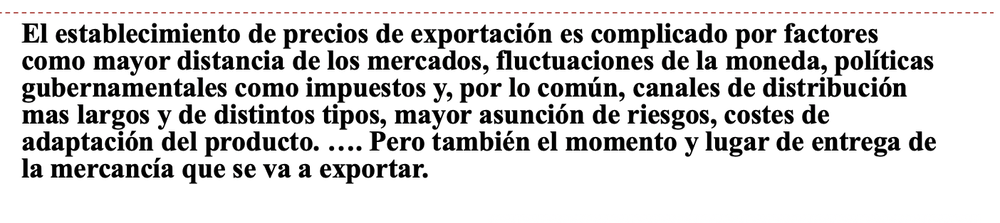 El establecimiento de precios de exportación es complicado por factores
como mayor distancia de los mercados, fluctuaciones de la moneda, políticas
gubernamentales como impuestos y, por lo común, canales de distribución
mas largos y de distintos tipos, mayor asunción de riesgos, costes de
adaptación del producto. …. Pero también el momento y lugar de entrega de
la mercancía que se va a exportar.